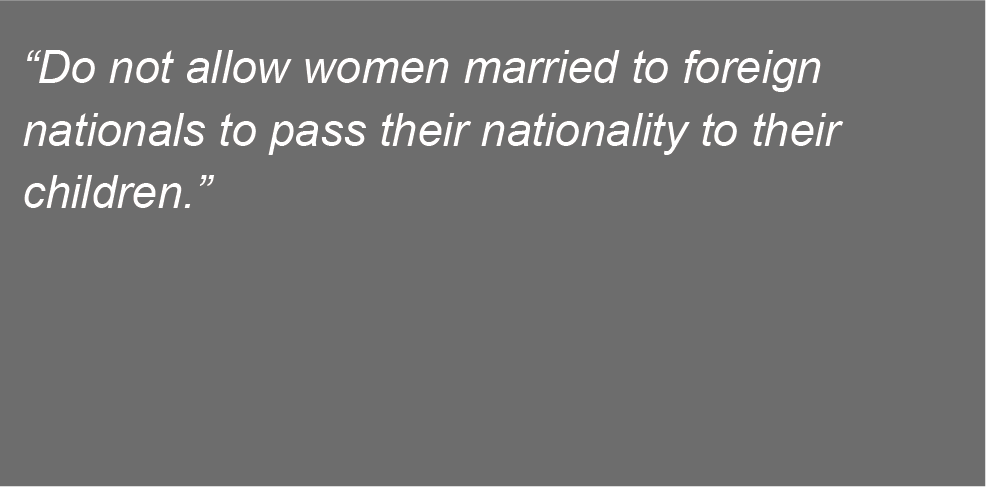 “Do not allow women married to foreign
nationals to pass their nationality to their
children.”